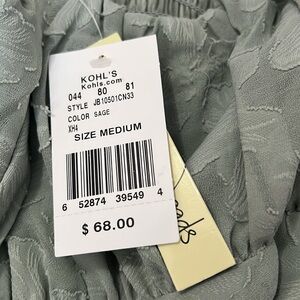 KOHL'S
Kohls.com
044 80 81
STYLE JB10501CN33
COLOR SAGE
XH4
SIZE MEDIUM
6 52874 39549 4
$ 68.00